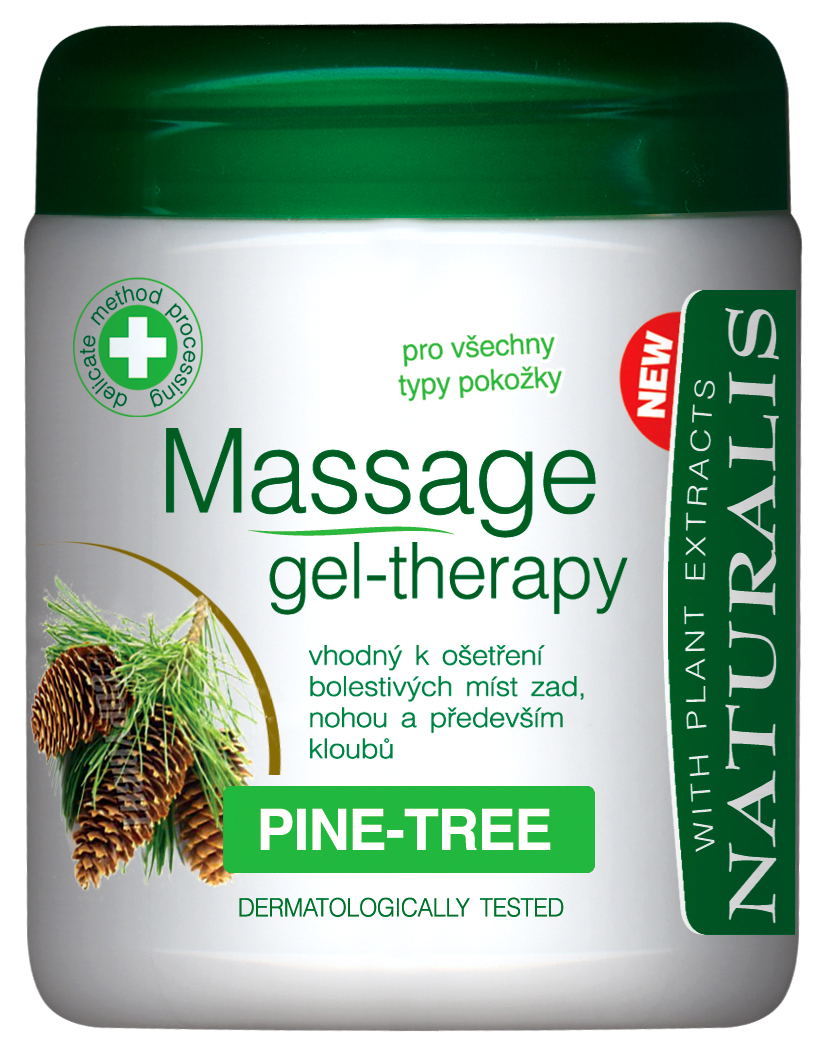 delicate method processing
pro všechny
typy pokožky
NEW
Massage
gel-therapy
vhodný k ošetření
bolestivých míst zad,
nohou a především
kloubů
PINE-TREE
DERMATOLOGICALLY TESTED
WITH PLANT EXTRACTS
NATURALIS